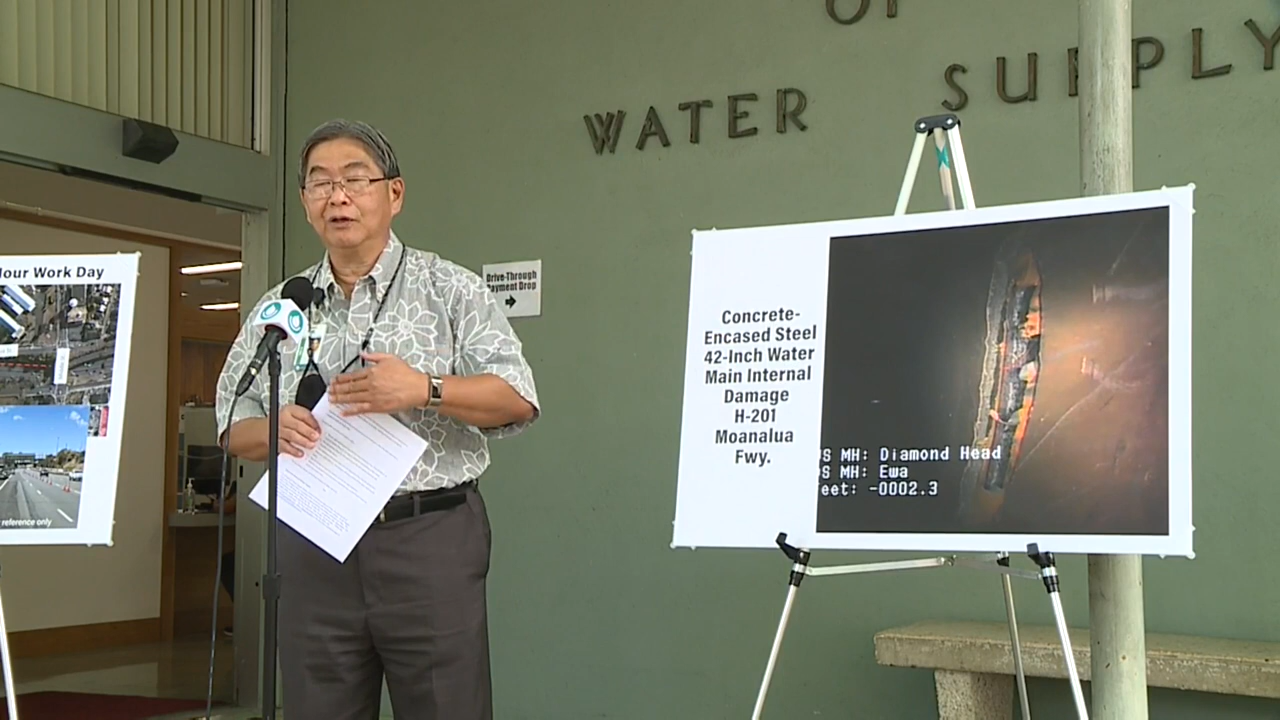 OF
WATER SUPPLY
Hour Work Day
reference only
Drive-Through
Payment Drop
Concrete-
Encased Steel
42-Inch Water
Main Internal
Damage
H-201
Moanalua
Fwy.
MH: Diamond Head
MH: Ewa
eet: -0002.3